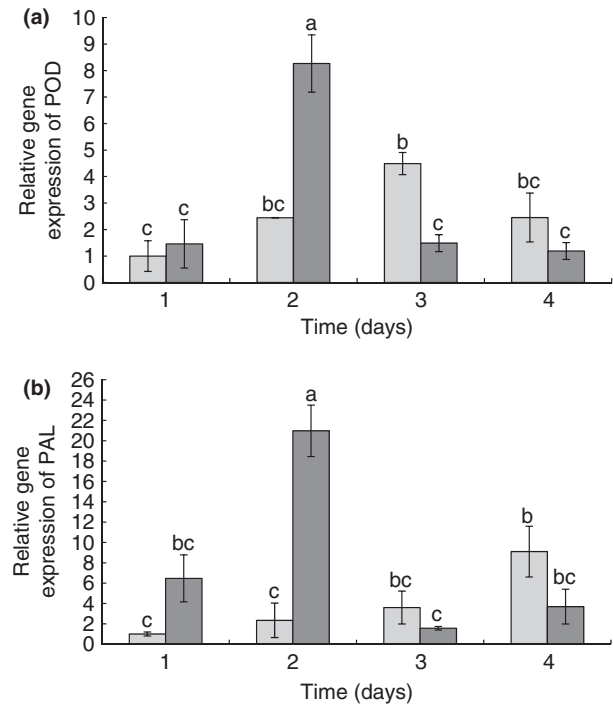 (a)
Relative gene
expression of POD
10
9
8
7
6
5
4
3
2
1
0
c
c
bc
a
b
c
bc
c
1
2
3
4
Time (days)
(b)
Relative gene
expression of PAL
26
24
22
20
18
16
14
12
10
8
6
4
2
0
c
bc
c
a
bc
c
b
bc
1
2
3
4
Time (days)